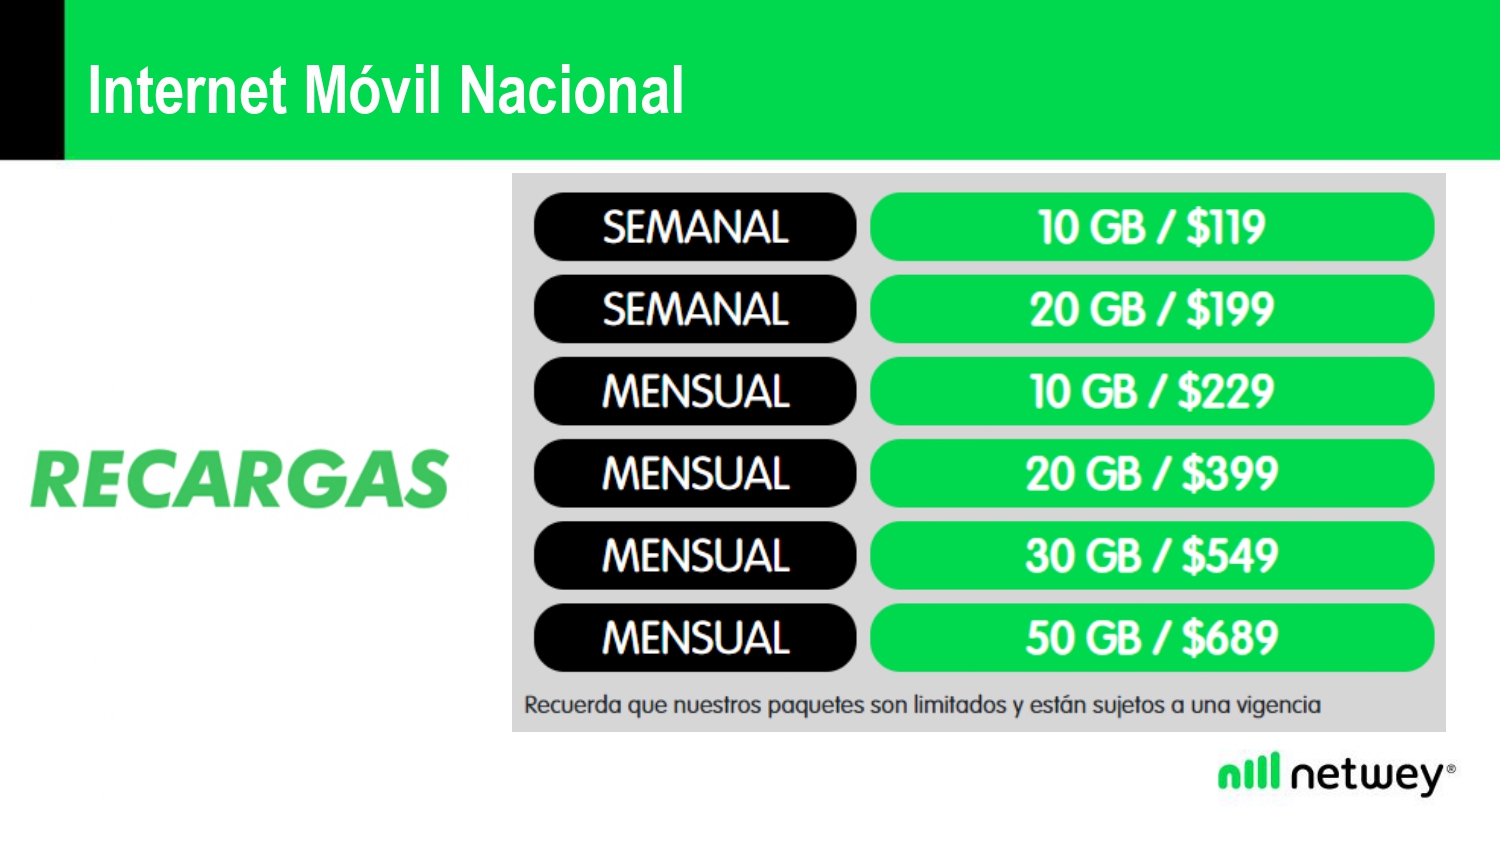 Internet Móvil Nacional
RECARGAS
SEMANAL 10 GB / $119
SEMANAL 20 GB / $199
MENSUAL 10 GB / $229
MENSUAL 20 GB / $399
MENSUAL 30 GB / $549
MENSUAL 50 GB / $689
Recuerda que nuestros paquetes son limitados y están sujetos a una vigencia
netwey®